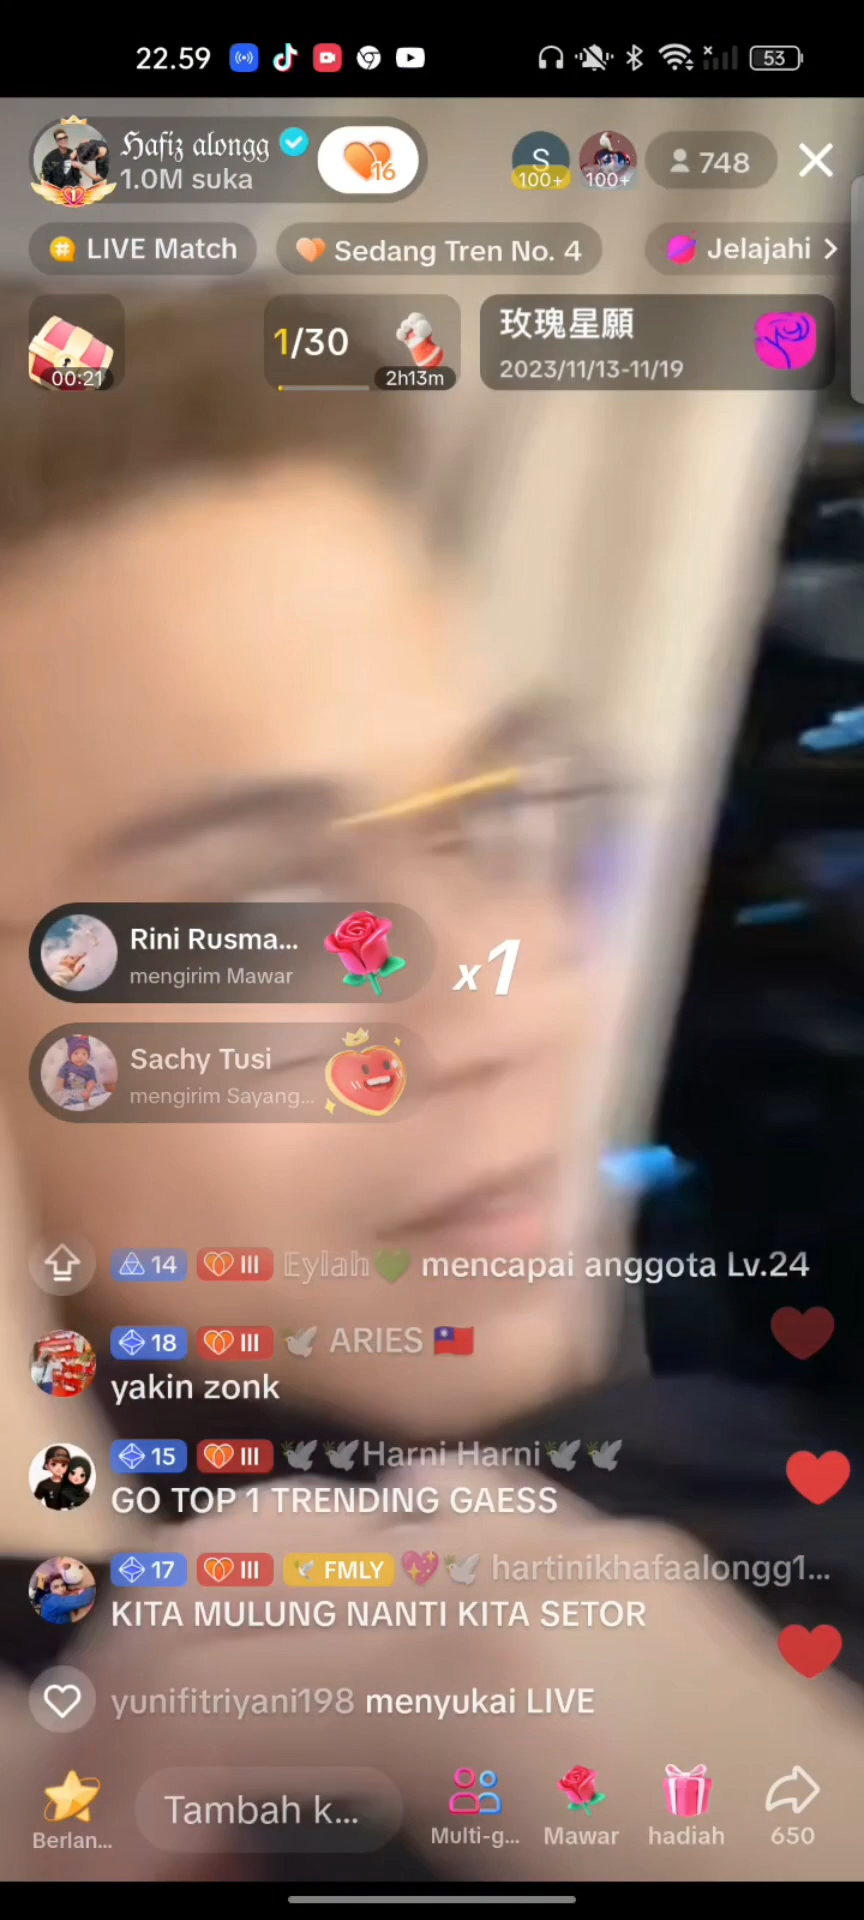 22.59
53
ℌafiz alongg
1.0M suka
16
S
100+
100+
748
LIVE Match
Sedang Tren No. 4
Jelajahi >
00:21
1/30
2h13m
玫瑰星願
2023/11/13-11/19
Rini Rusma...
mengirim Mawar
x1
Sachy Tusi
mengirim Sayang...
14 III Eylah💚 mencapai anggota Lv.24
18 III 🕊️ ARIES 🇹🇼
yakin zonk
15 III 🕊️🕊️Harni Harni🕊️🕊️
GO TOP 1 TRENDING GAESS
17 III FMLY 💖🕊️ hartinikhafaalongg1...
KITA MULUNG NANTI KITA SETOR
yunifitriyani198 menyukai LIVE
Tambah k...
Berlan...
Multi-g...
Mawar
hadiah
650